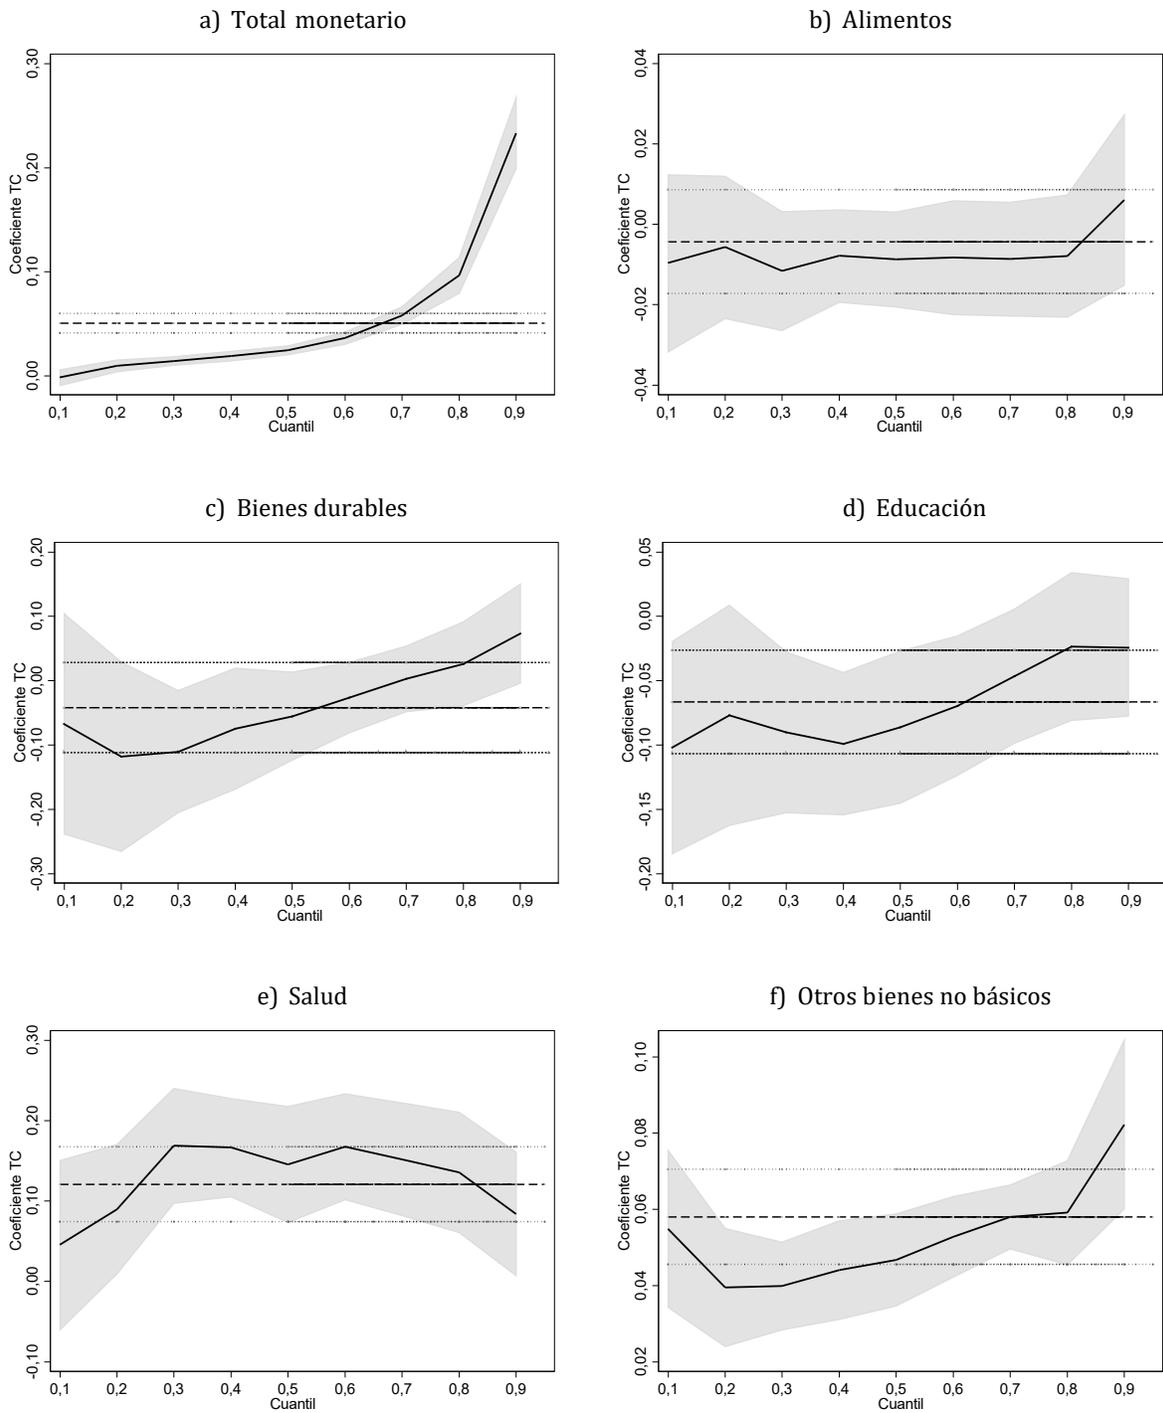 a) Total monetario
0,30
0,20
0,10
0,00
Coeficiente TC
0,1 0,2 0,3 0,4 0,5 0,6 0,7 0,8 0,9
Cuantil
b) Alimentos
0,04
0,02
0,00
-0,02
-0,04
Coeficiente TC
0,1 0,2 0,3 0,4 0,5 0,6 0,7 0,8 0,9
Cuantil
c) Bienes durables
0,20
0,10
0,00
-0,10
-0,20
-0,30
Coeficiente TC
0,1 0,2 0,3 0,4 0,5 0,6 0,7 0,8 0,9
Cuantil
d) Educación
0,05
0,00
-0,05
-0,10
-0,15
-0,20
Coeficiente TC
0,1 0,2 0,3 0,4 0,5 0,6 0,7 0,8 0,9
Cuantil
e) Salud
0,30
0,20
0,10
0,00
-0,10
Coeficiente TC
0,1 0,2 0,3 0,4 0,5 0,6 0,7 0,8 0,9
Cuantil
f) Otros bienes no básicos
0,10
0,08
0,06
0,04
0,02
Coeficiente TC
0,1 0,2 0,3 0,4 0,5 0,6 0,7 0,8 0,9
Cuantil